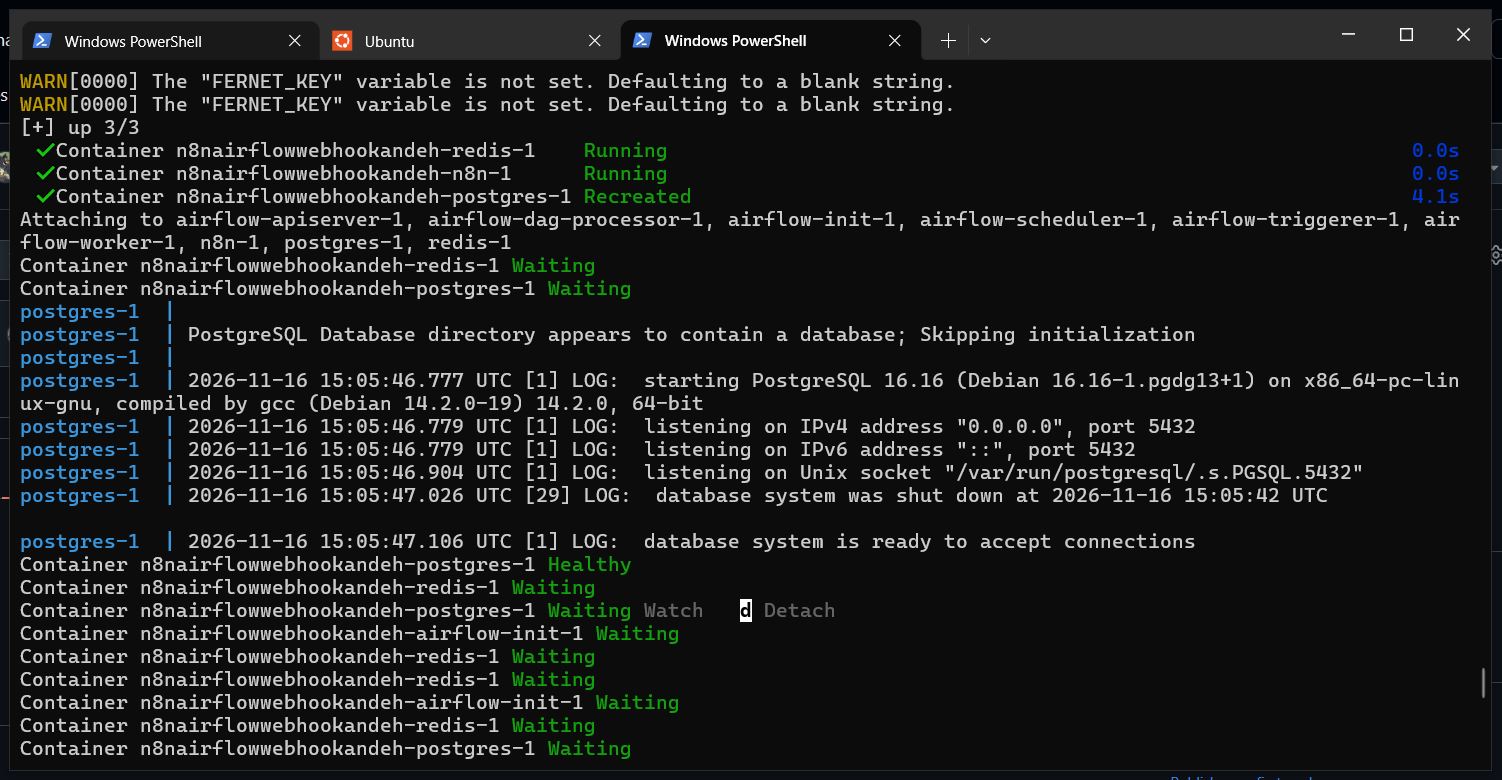 Windows PowerShell
Ubuntu
Windows PowerShell
WARN[0000] The "FERNET_KEY" variable is not set. Defaulting to a blank string.
WARN[0000] The "FERNET_KEY" variable is not set. Defaulting to a blank string.
[+] up 3/3
✓Container n8nairflowwebhookandeh-redis-1 Running 0.0s
✓Container n8nairflowwebhookandeh-n8n-1 Running 0.0s
✓Container n8nairflowwebhookandeh-postgres-1 Recreated 4.1s
Attaching to airflow-apiserver-1, airflow-dag-processor-1, airflow-init-1, airflow-scheduler-1, airflow-triggerer-1, air
flow-worker-1, n8n-1, postgres-1, redis-1
Container n8nairflowwebhookandeh-redis-1 Waiting
Container n8nairflowwebhookandeh-postgres-1 Waiting
postgres-1 |
postgres-1 | PostgreSQL Database directory appears to contain a database; Skipping initialization
postgres-1 |
postgres-1 | 2026-11-16 15:05:46.777 UTC [1] LOG: starting PostgreSQL 16.16 (Debian 16.16-1.pgdg13+1) on x86_64-pc-lin
ux-gnu, compiled by gcc (Debian 14.2.0-19) 14.2.0, 64-bit
postgres-1 | 2026-11-16 15:05:46.779 UTC [1] LOG: listening on IPv4 address "0.0.0.0", port 5432
postgres-1 | 2026-11-16 15:05:46.779 UTC [1] LOG: listening on IPv6 address "::", port 5432
postgres-1 | 2026-11-16 15:05:46.904 UTC [1] LOG: listening on Unix socket "/var/run/postgresql/.s.PGSQL.5432"
postgres-1 | 2026-11-16 15:05:47.026 UTC [29] LOG: database system was shut down at 2026-11-16 15:05:42 UTC
postgres-1 | 2026-11-16 15:05:47.106 UTC [1] LOG: database system is ready to accept connections
Container n8nairflowwebhookandeh-postgres-1 Healthy
Container n8nairflowwebhookandeh-redis-1 Waiting
Container n8nairflowwebhookandeh-postgres-1 Waiting Watch d Detach
Container n8nairflowwebhookandeh-airflow-init-1 Waiting
Container n8nairflowwebhookandeh-redis-1 Waiting
Container n8nairflowwebhookandeh-redis-1 Waiting
Container n8nairflowwebhookandeh-airflow-init-1 Waiting
Container n8nairflowwebhookandeh-redis-1 Waiting
Container n8nairflowwebhookandeh-postgres-1 Waiting